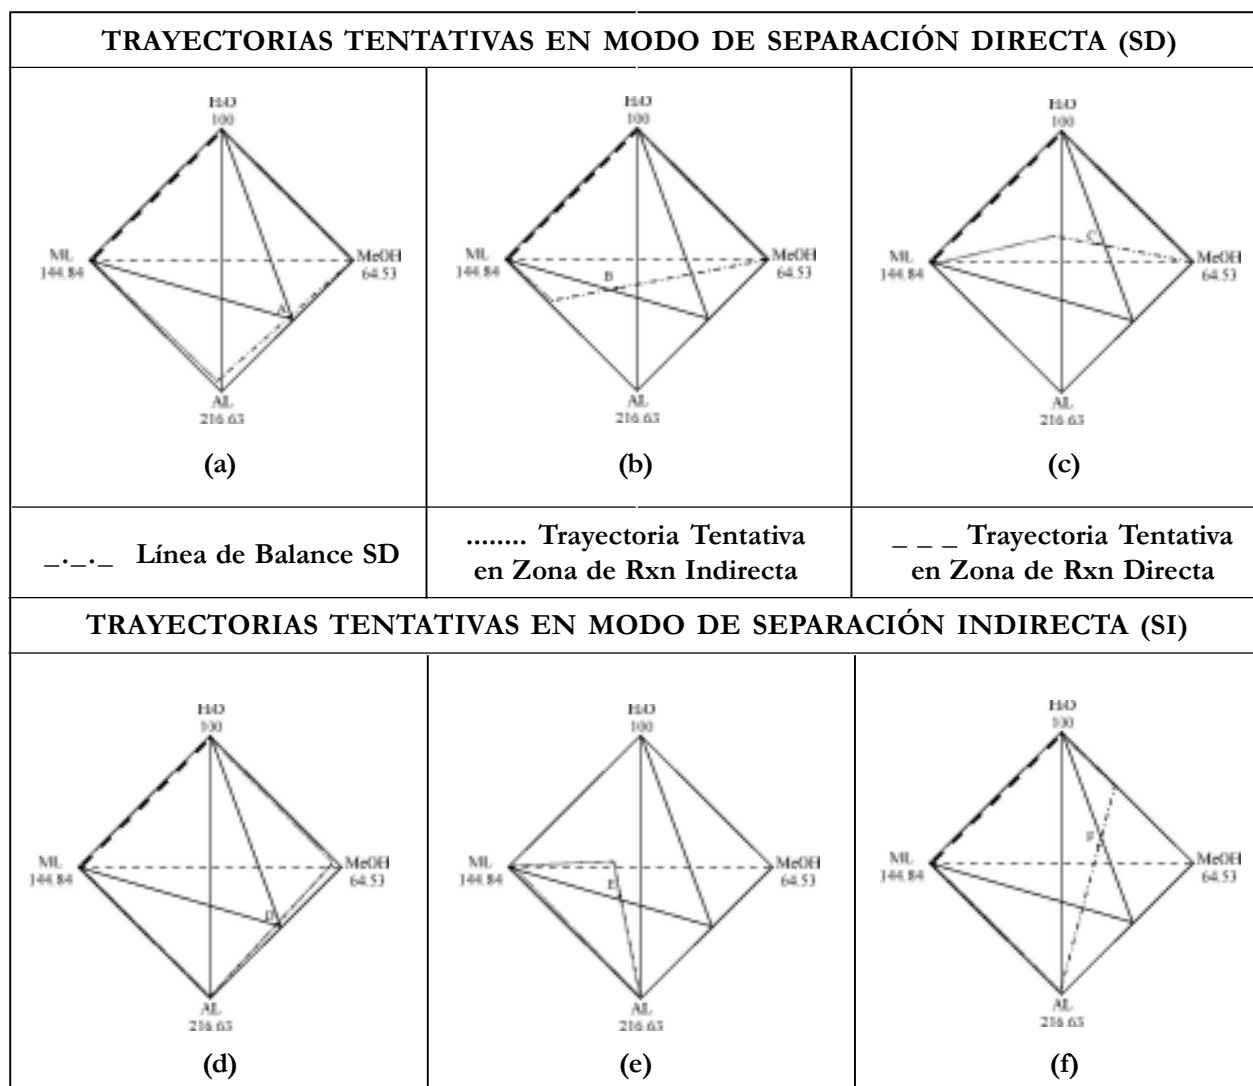 TRAYECTORIAS TENTATIVAS EN MODO DE SEPARACIÓN DIRECTA (SD)
H2O
100
ML
144.84
MeOH
64.53
A
AL
216.63
(a)
H2O
100
ML
144.84
MeOH
64.53
B
AL
216.63
(b)
H2O
100
ML
144.84
MeOH
64.53
C
AL
216.63
(c)
_._._ Línea de Balance SD
........ Trayectoria Tentativa
en Zona de Rxn Indirecta
_ _ _ Trayectoria Tentativa
en Zona de Rxn Directa
TRAYECTORIAS TENTATIVAS EN MODO DE SEPARACIÓN INDIRECTA (SI)
H2O
100
ML
144.84
MeOH
64.53
D
AL
216.63
(d)
H2O
100
ML
144.84
MeOH
64.53
E
AL
216.63
(e)
H2O
100
ML
144.84
MeOH
64.53
F
AL
216.63
(f)